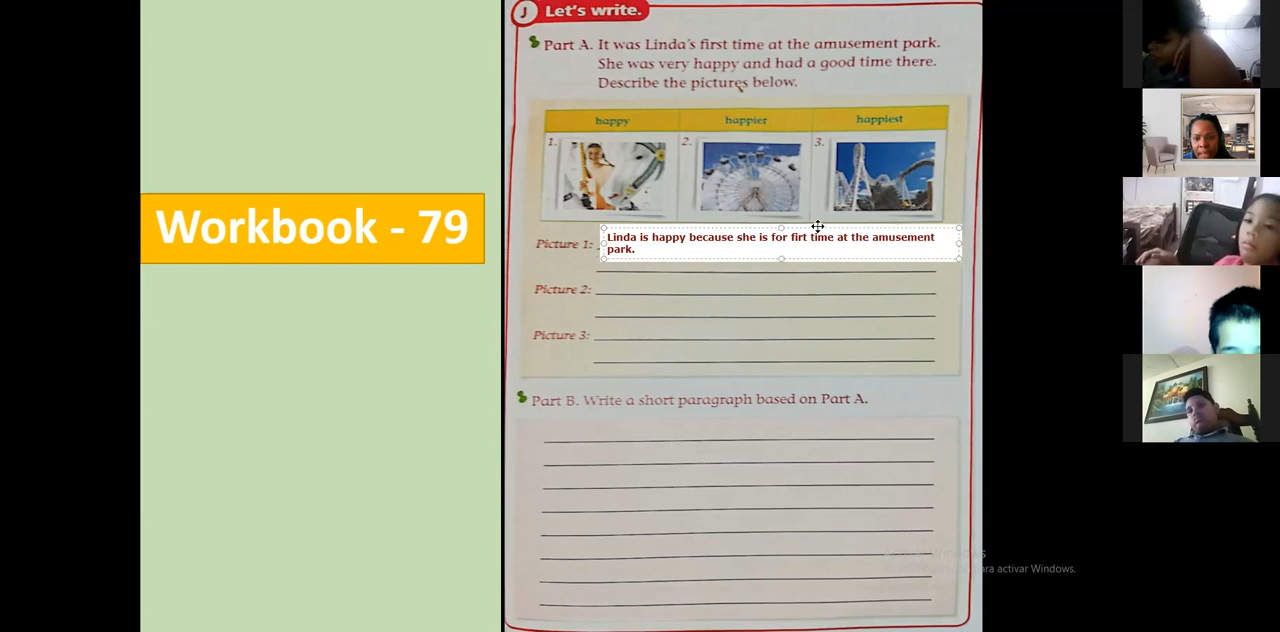 J Let's write.
Part A. It was Linda's first time at the amusement park.
She was very happy and had a good time there.
Describe the pictures below.
happy happier happiest
1. 2. 3.
Workbook - 79
Picture 1: Linda is happy because she is for firt time at the amusement
park.
Picture 2:
Picture 3:
Part B. Write a short paragraph based on Part A.
para activar Windows.